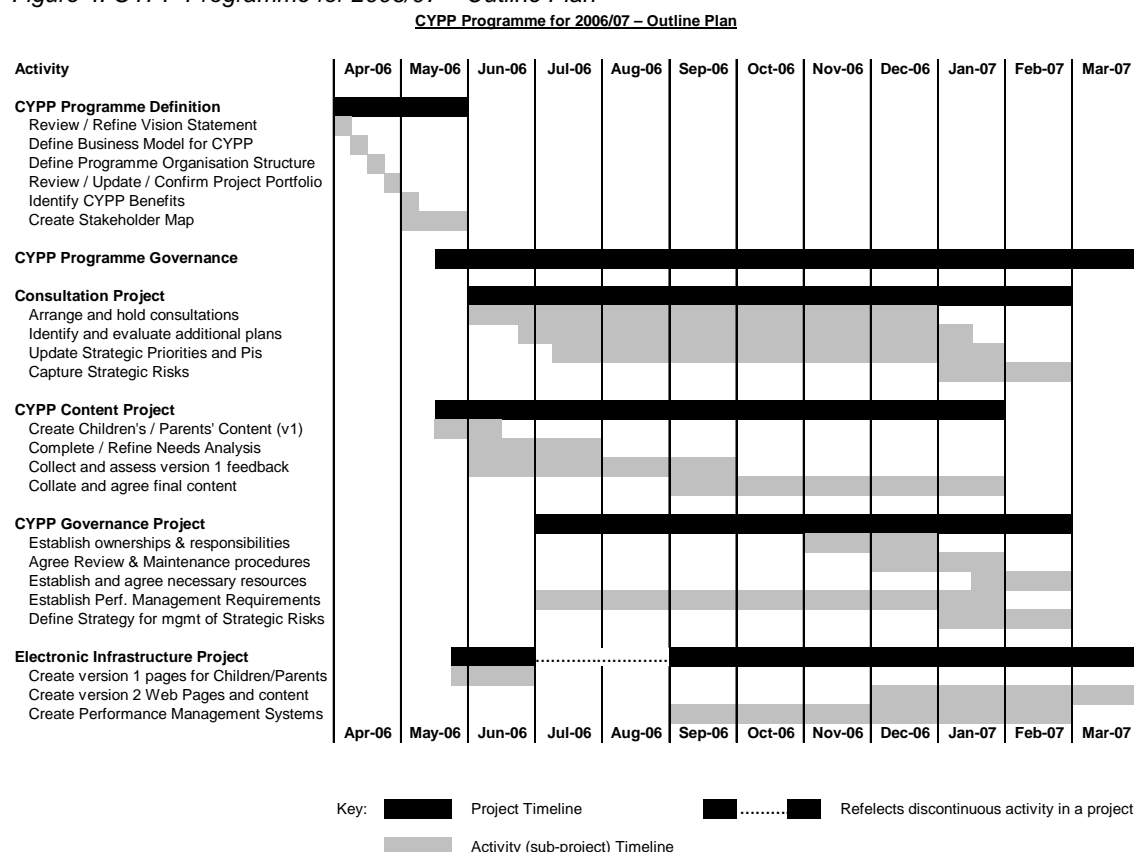 Figure 4: CYPP Programme for 2006/07 – Outline Plan
CYPP Programme for 2006/07 – Outline Plan
Activity Apr-06 May-06 Jun-06 Jul-06 Aug-06 Sep-06 Oct-06 Nov-06 Dec-06 Jan-07 Feb-07 Mar-07
CYPP Programme Definition
Review / Refine Vision Statement
Define Business Model for CYPP
Define Programme Organisation Structure
Review / Update / Confirm Project Portfolio
Identify CYPP Benefits
Create Stakeholder Map
CYPP Programme Governance
Consultation Project
Arrange and hold consultations
Identify and evaluate additional plans
Update Strategic Priorities and Pis
Capture Strategic Risks
CYPP Content Project
Create Children's / Parents' Content (v1)
Complete / Refine Needs Analysis
Collect and assess version 1 feedback
Collate and agree final content
CYPP Governance Project
Establish ownerships & responsibilities
Agree Review & Maintenance procedures
Establish and agree necessary resources
Establish Perf. Management Requirements
Define Strategy for mgmt of Strategic Risks
Electronic Infrastructure Project
Create version 1 pages for Children/Parents
Create version 2 Web Pages and content
Create Performance Management Systems
Apr-06 May-06 Jun-06 Jul-06 Aug-06 Sep-06 Oct-06 Nov-06 Dec-06 Jan-07 Feb-07 Mar-07
Key: Project Timeline Refelects discontinuous activity in a project
Activity (sub-project) Timeline